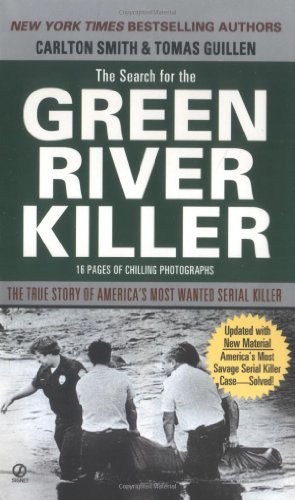 NEW YORK TIMES BESTSELLING AUTHORS
CARLTON SMITH & TOMAS GUILLEN
The Search for the
GREEN
RIVER
KILLER
16 PAGES OF CHILLING PHOTOGRAPHS
THE TRUE STORY OF AMERICA'S MOST WANTED SERIAL KILLER
Updated with
New Material
America's Most
Savage Serial Killer
Case—Solved!
SIGNET